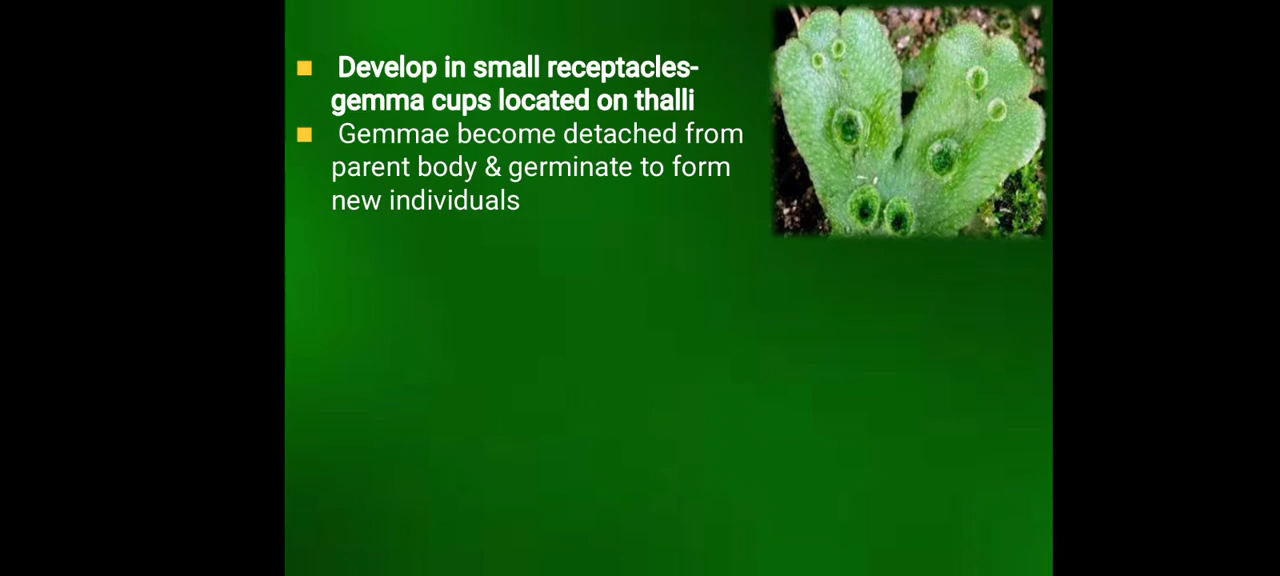 Develop in small receptacles-
gemma cups located on thalli
Gemmae become detached from
parent body & germinate to form
new individuals